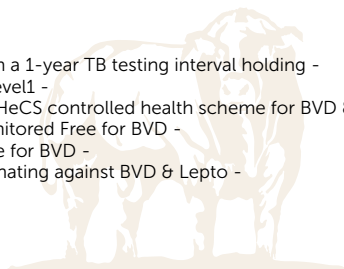 n a 1-year TB testing interval holding -
evel1 -
HeCS controlled health scheme for BVD &
nitored Free for BVD -
e for BVD -
nating against BVD & Lepto -